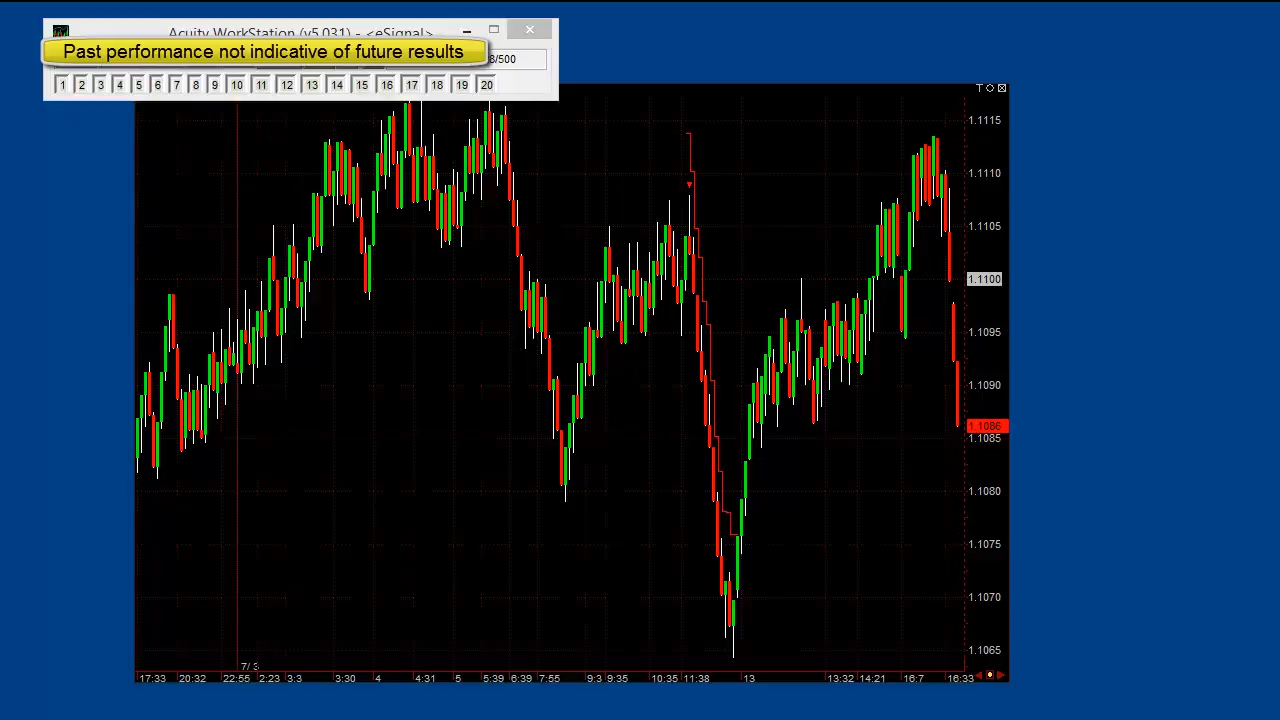 Acuity WorkStation (v5.031) - <eSignal>
Past performance not indicative of future results
8/500
1 2 3 4 5 6 7 8 9 10 11 12 13 14 15 16 17 18 19 20
T
1.1115
1.1110
1.1105
1.1100
1.1095
1.1090
1.1086
1.1085
1.1080
1.1075
1.1070
1.1065
7/3
17:33 20:32 22:55 2:23 3:3 3:30 4 4:31 5 5:39 6:39 7:55 9:3 9:35 10:35 11:38 13 13:32 14:21 16:7 16:33